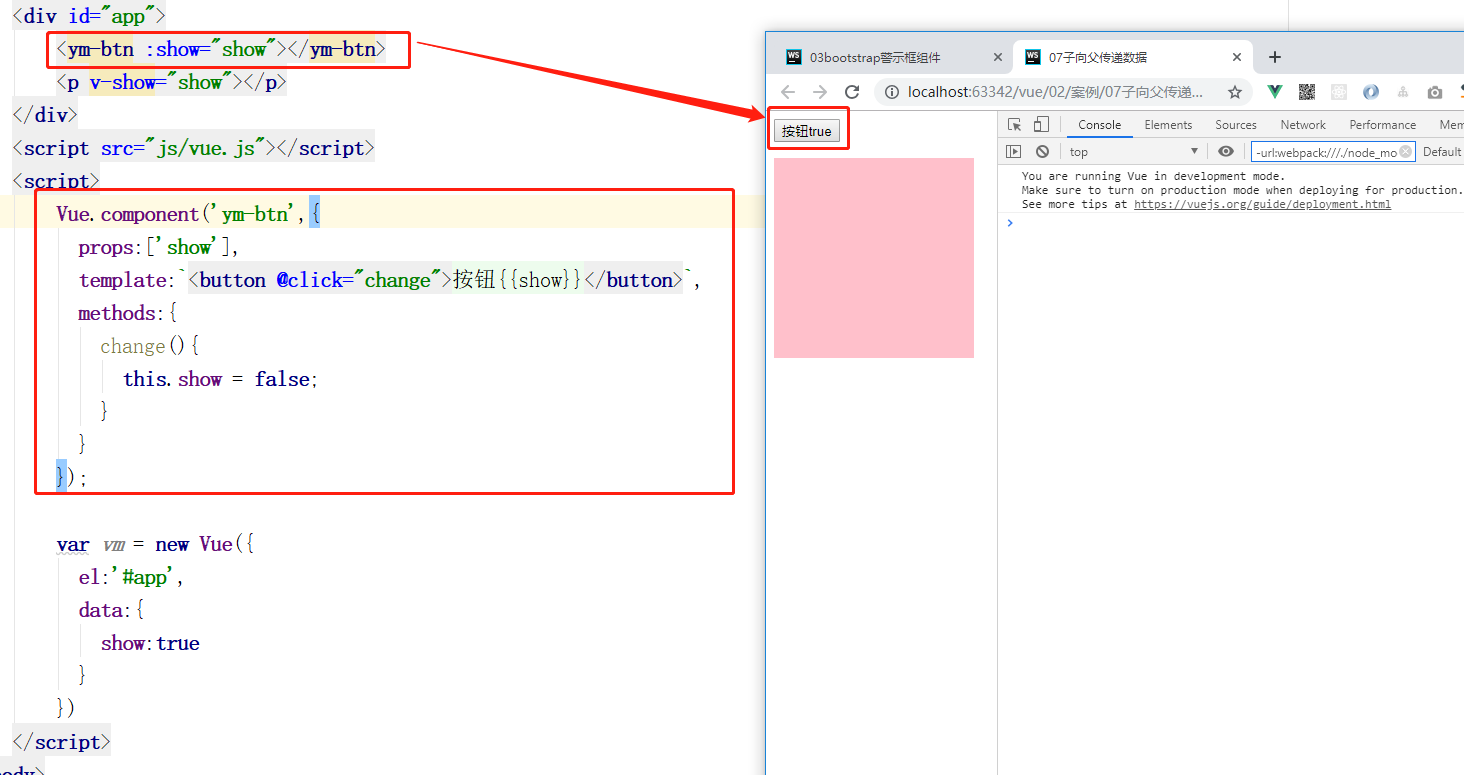 <div id="app">
<ym-btn :show="show"></ym-btn>
<p v-show="show"></p>
</div>
<script src="js/vue.js"></script>
<script>
Vue.component('ym-btn',{
props:['show'],
template:`<button @click="change">按钮{{show}}</button>`,
methods:{
change(){
this.show = false;
}
}
});
var vm = new Vue({
el:'#app',
data:{
show:true
}
})
</script>
03bootstrap警示框组件
07子向父传递数据
localhost:63342/vue/02/案例/07子向父传递...
按钮true
Console Elements Sources Network Performance Mem
top -url:webpack:///./node_mo Default
You are running Vue in development mode.
Make sure to turn on production mode when deploying for production.
See more tips at https://vuejs.org/guide/deployment.html